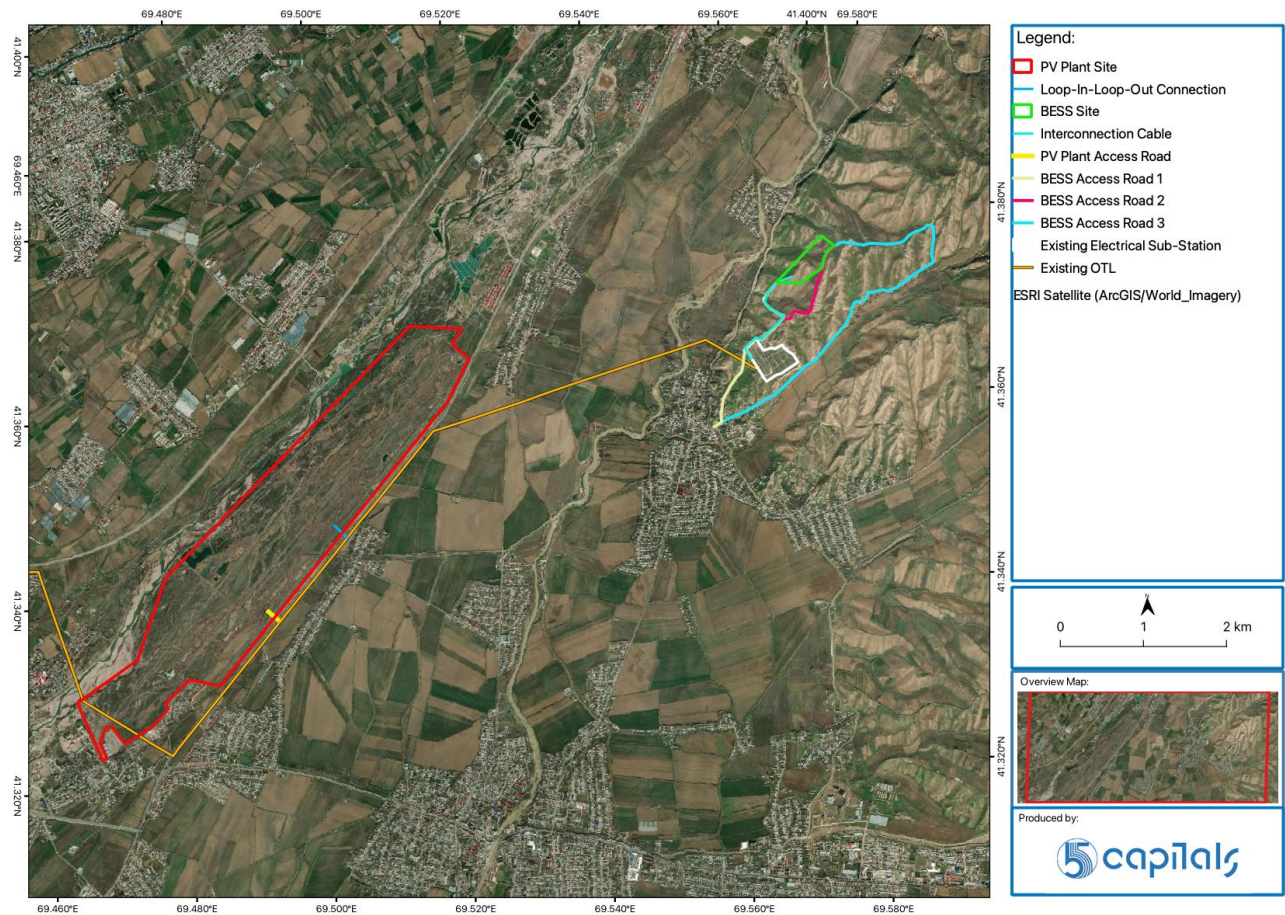 69.480°E 69.500°E 69.520°E 69.540°E 69.560°E 41.400°N 69.580°E
41.400°N
69.460°E
41.380°N
41.360°N
41.340°N
41.320°N
41.380°N
41.360°N
41.340°N
41.320°N
69.460°E 69.480°E 69.500°E 69.520°E 69.540°E 69.560°E 69.580°E
Legend:
PV Plant Site
Loop-In-Loop-Out Connection
BESS Site
Interconnection Cable
PV Plant Access Road
BESS Access Road 1
BESS Access Road 2
BESS Access Road 3
Existing Electrical Sub-Station
Existing OTL
ESRI Satellite (ArcGIS/World_Imagery)
N
0 1 2 km
Overview Map:
Produced by:
5 capitals